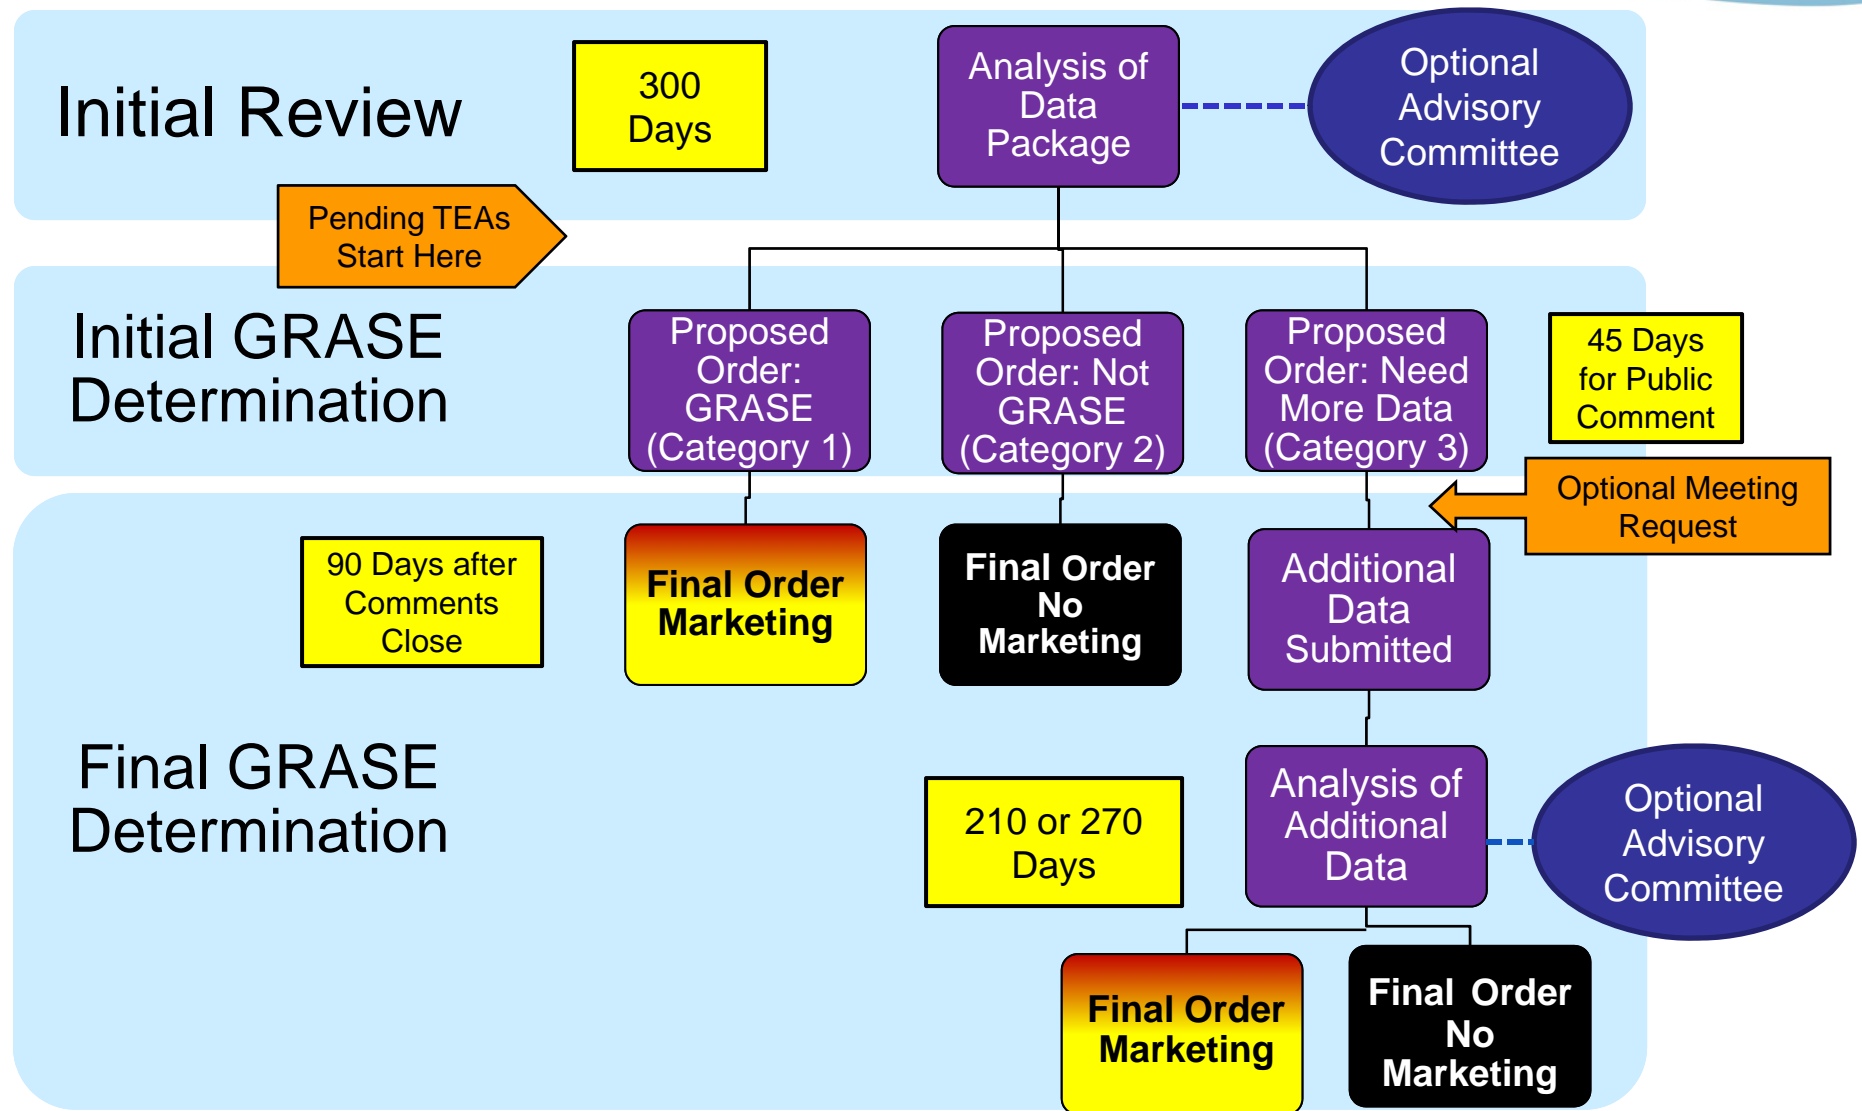 Initial Review
300
Days
Analysis of
Data
Package
Optional
Advisory
Committee
Pending TEAs
Start Here
Initial GRASE
Determination
Proposed
Order:
GRASE
(Category 1)
Proposed
Order: Not
GRASE
(Category 2)
Proposed
Order: Need
More Data
(Category 3)
45 Days
for Public
Comment
Optional Meeting
Request
90 Days after
Comments
Close
Final Order
Marketing
Final Order
No
Marketing
Additional
Data
Submitted
Final GRASE
Determination
210 or 270
Days
Analysis of
Additional
Data
Optional
Advisory
Committee
Final Order
Marketing
Final Order
No
Marketing